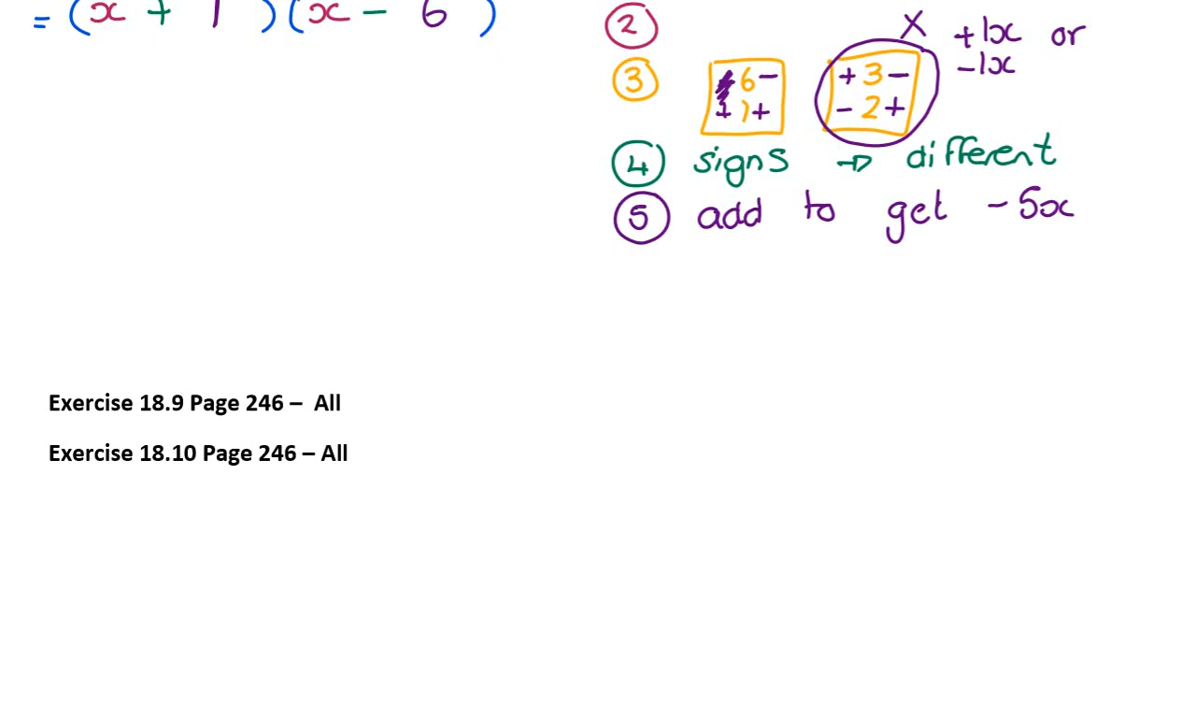 = (x + 1)(x - 6)
②
③ 6 - 1 + + 3 - - 2 + X +1x or -1x
④ signs → different
⑤ add to get -5x
Exercise 18.9 Page 246 – All
Exercise 18.10 Page 246 – All